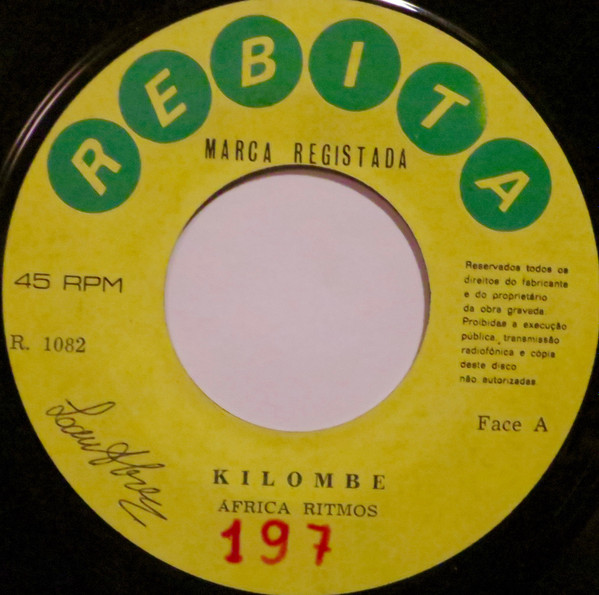 REBITA
MARCA REGISTADA
45 RPM
R. 1082
Reservados todos os
direitos do fabricante
e do proprietário
da obra gravada.
Proibidas a execução
pública, transmissão
radiofónica e cópia
deste disco
não autorizadas
Face A
KILOMBE
ÁFRICA RITMOS
197